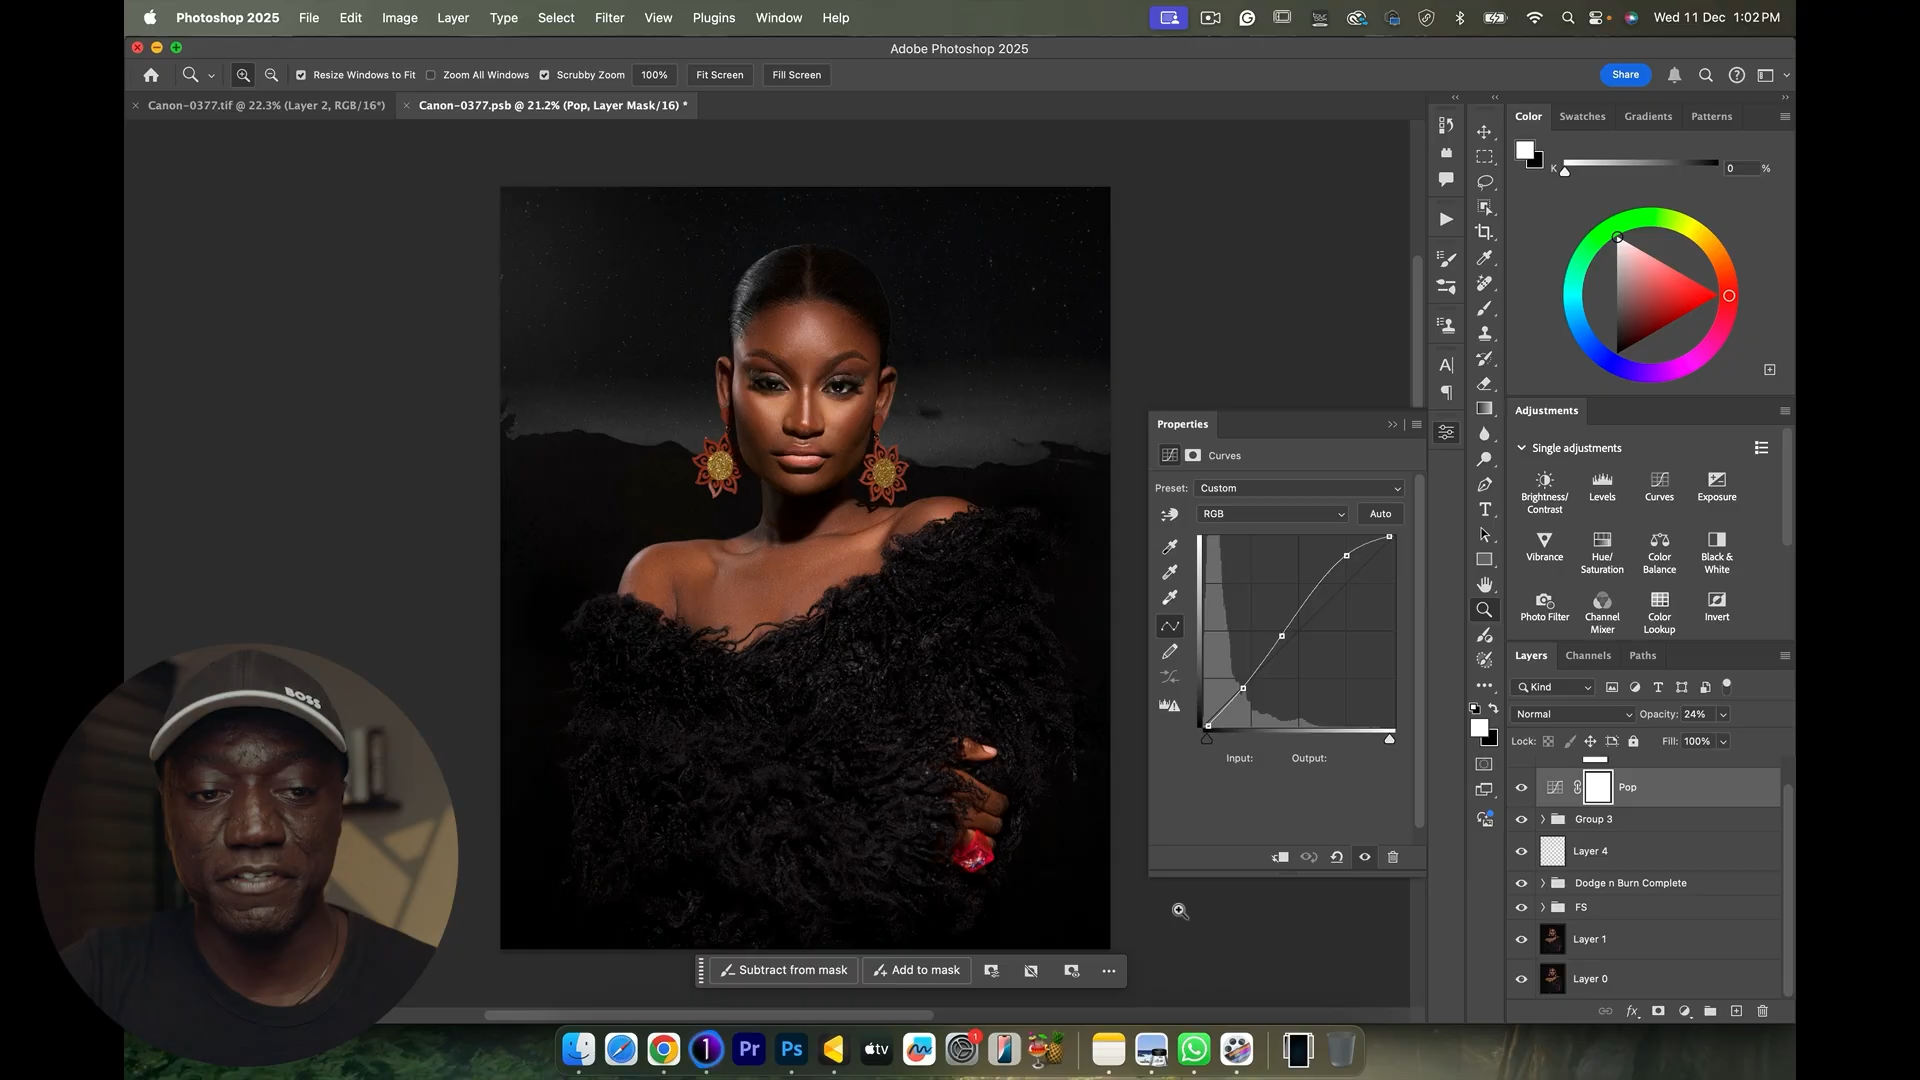 Photoshop 2025 File Edit Image Layer Type Select Filter View Plugins Window Help
Wed 11 Dec 1:02 PM
Adobe Photoshop 2025
Resize Windows to Fit Zoom All Windows Scrubby Zoom 100% Fit Screen Fill Screen
Share
Canon-0377.tif @ 22.3% (Layer 2, RGB/16*)
Canon-0377.psb @ 21.2% (Pop, Layer Mask/16) *
Color Swatches Gradients Patterns
K 0 %
Adjustments
Single adjustments
Brightness/
Contrast
Levels
Curves
Exposure
Vibrance
Hue/
Saturation
Color
Balance
Black &
White
Photo Filter
Channel
Mixer
Color
Lookup
Invert
Properties
Curves
Preset: Custom
RGB Auto
Input: Output:
Layers Channels Paths
Kind
Normal Opacity: 24%
Lock: Fill: 100%
Pop
Group 3
Layer 4
Dodge n Burn Complete
FS
Layer 1
Layer 0
Subtract from mask Add to mask
BOSS
1 Pr Ps tv 1